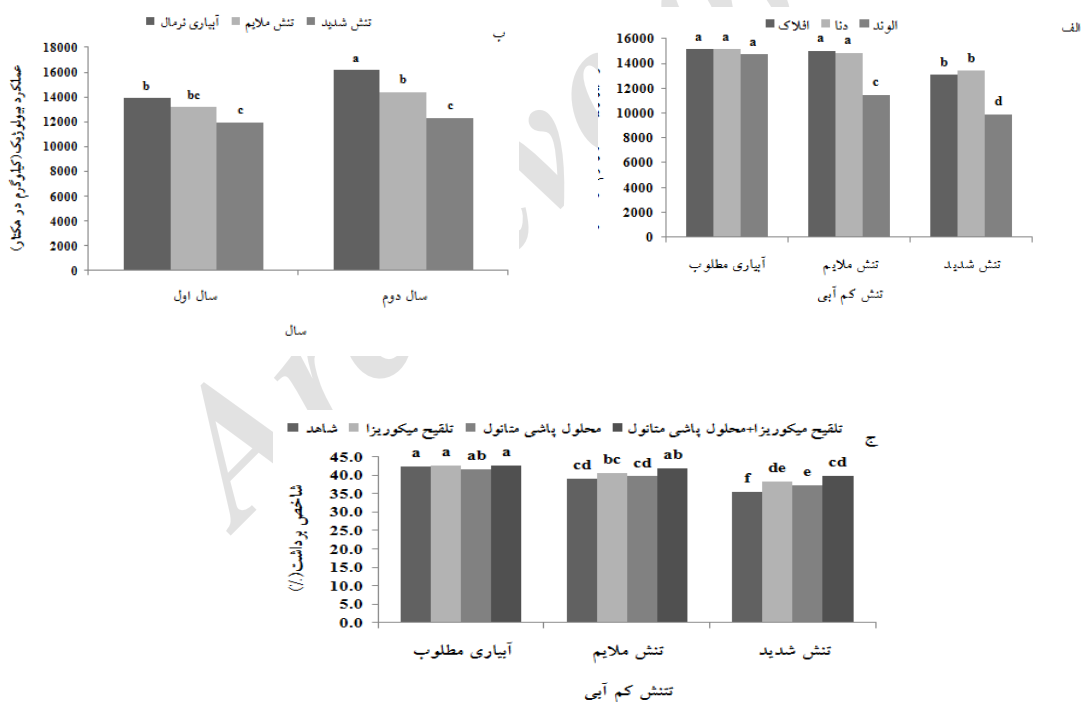 الف
افلاک دنا الوند
16000
14000
12000
10000
8000
6000
4000
2000
0
a a a
a a c
b b d
آبیاری مطلوب تنش ملایم تنش شدید
تنش کم آبی
ب
آبیاری نرمال تنش ملایم تنش شدید
عملکرد بیولوژیک(کیلوگرم در هکتار)
18000
16000
14000
12000
10000
8000
6000
4000
2000
0
b bc c
a b c
سال اول سال دوم
سال
ج
شاهد تلقیح میکوریزا محلول پاشی متانول تلقیح میکوریزا+محلول پاشی متانول
شاخص برداشت(٪)
45.0
40.0
35.0
30.0
25.0
20.0
15.0
10.0
5.0
0.0
a a ab a
cd bc cd ab
f de e cd
آبیاری مطلوب تنش ملایم تنش شدید
تتنش کم آبی